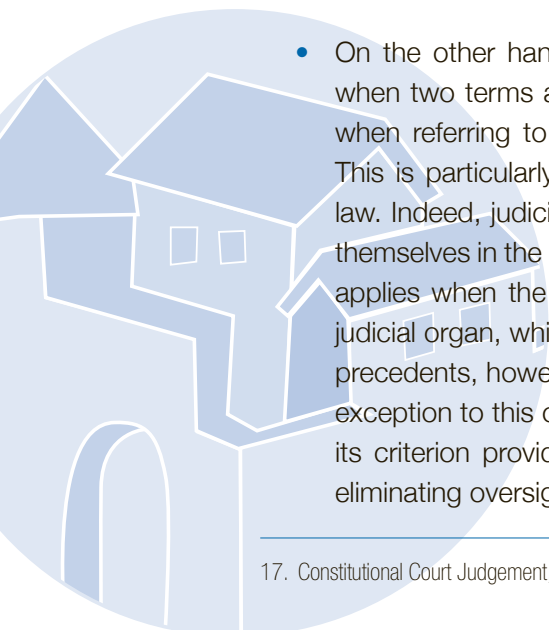 • On the other han
when two terms a
when referring to
This is particularly
law. Indeed, judici
themselves in the
applies when the
judicial organ, whi
precedents, howe
exception to this c
its criterion provic
eliminating oversig
17. Constitutional Court Judgement